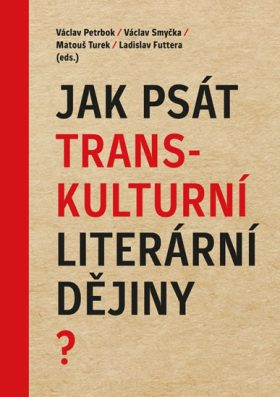 Václav Petrbok / Václav Smyčka /
Matouš Turek / Ladislav Futtera
(eds.)
JAK PSÁT
TRANS-
KULTURNÍ
LITERÁRNÍ
DĚJINY
?